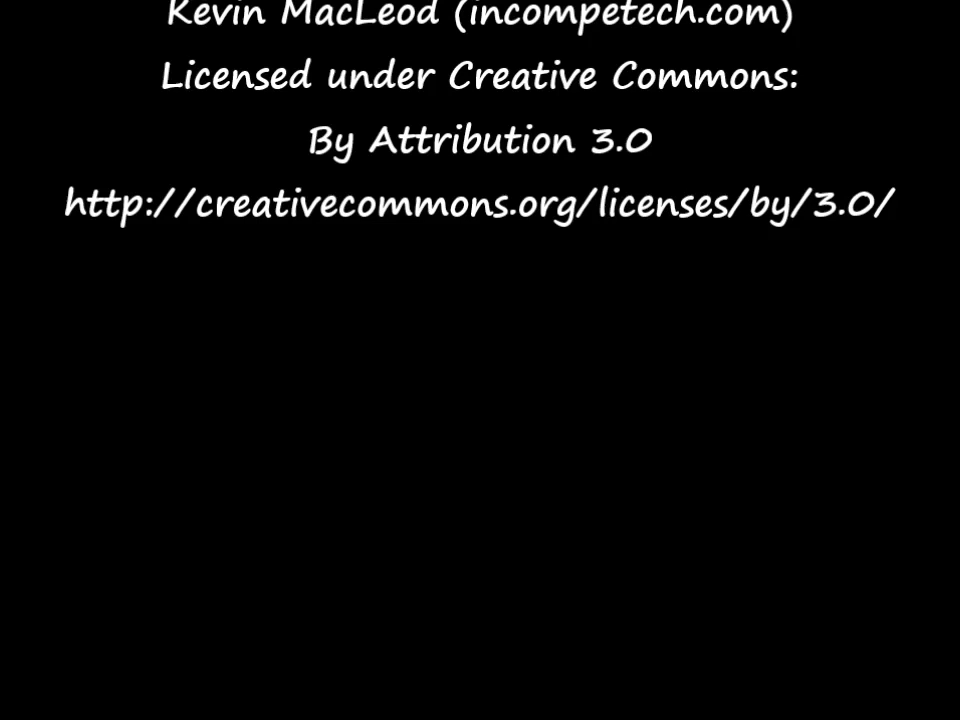 Kevin MacLeod (incompetech.com)
Licensed under Creative Commons:
By Attribution 3.0
http://creativecommons.org/licenses/by/3.0/